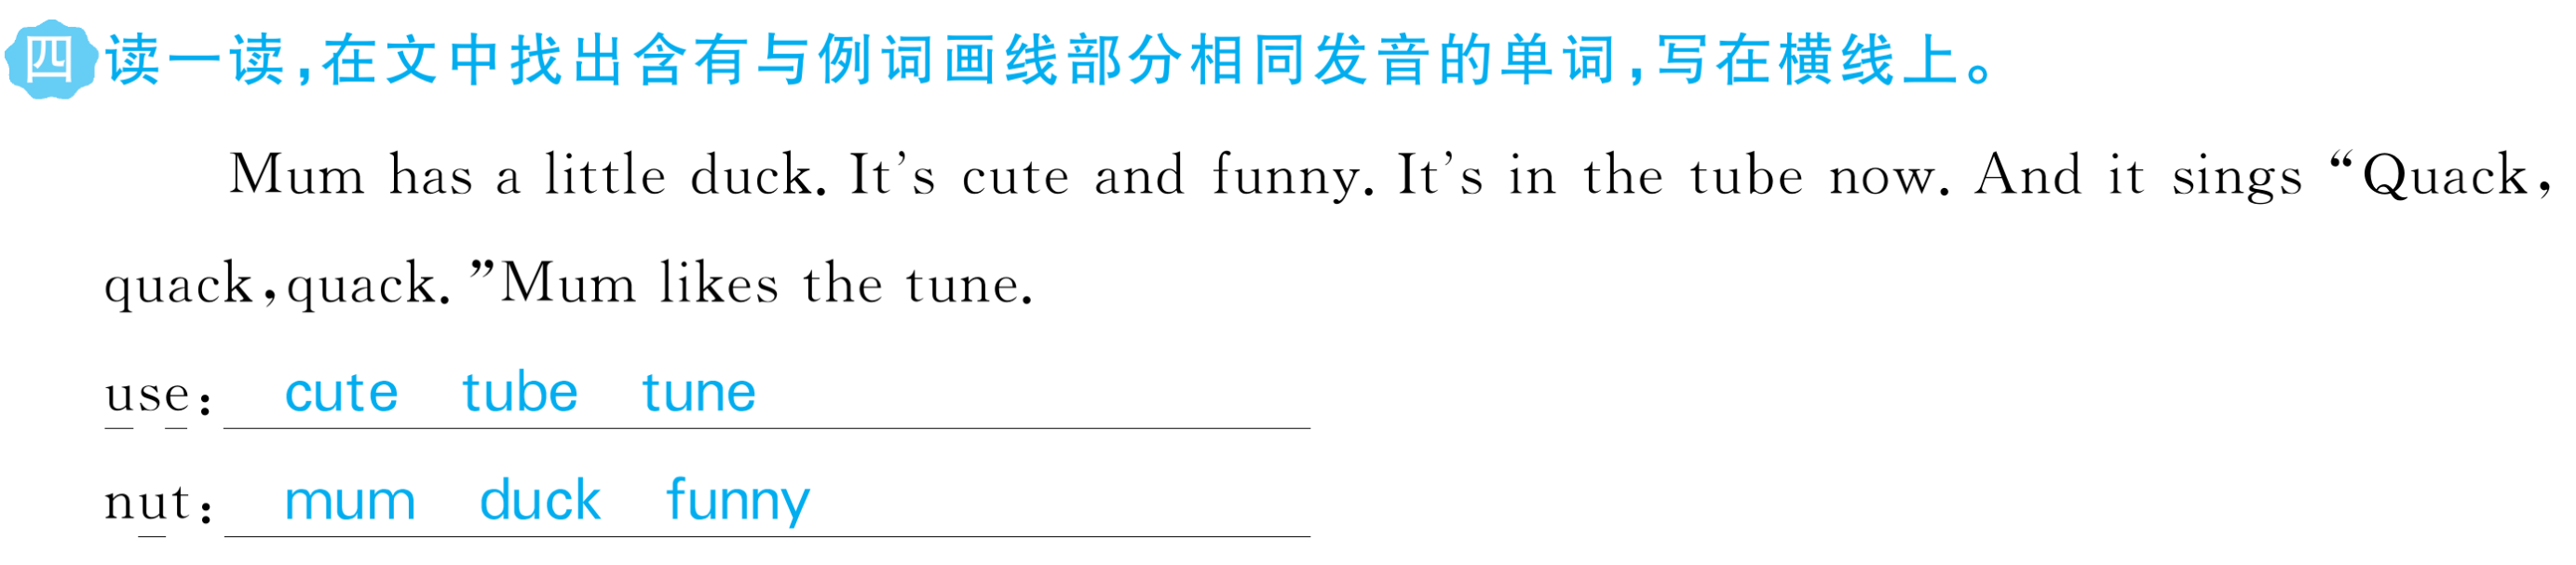 四 读一读,在文中找出含有与例词画线部分相同发音的单词,写在横线上。
Mum has a little duck. It's cute and funny. It's in the tube now. And it sings “Quack,
quack, quack.”Mum likes the tune.
use: cute tube tune
nut: mum duck funny